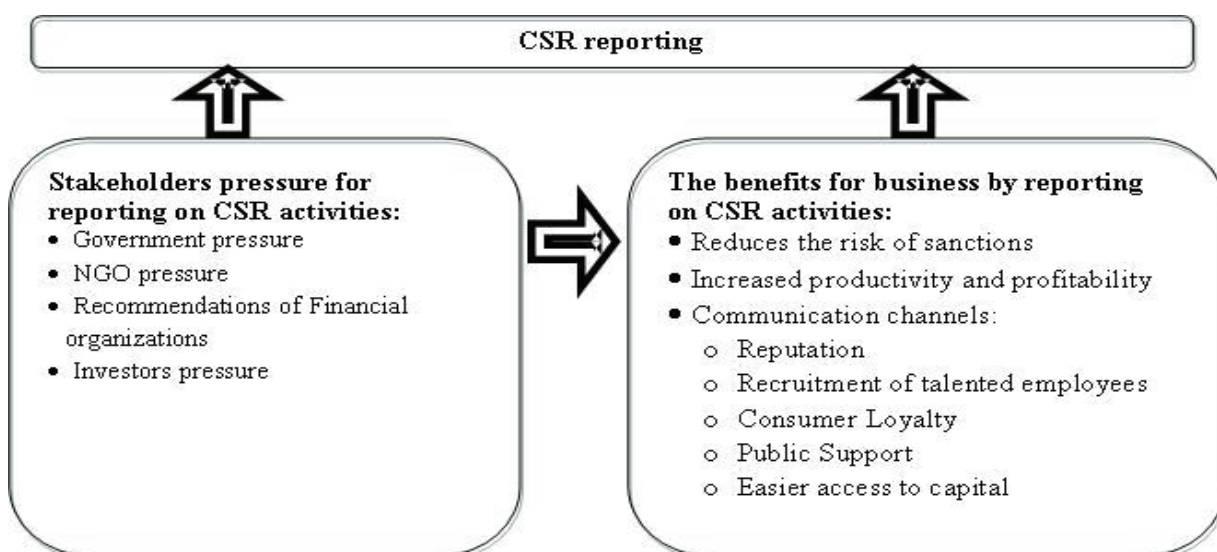 CSR reporting
Stakeholders pressure for
reporting on CSR activities:
• Government pressure
• NGO pressure
• Recommendations of Financial
organizations
• Investors pressure
The benefits for business by reporting
on CSR activities:
• Reduces the risk of sanctions
• Increased productivity and profitability
• Communication channels:
o Reputation
o Recruitment of talented employees
o Consumer Loyalty
o Public Support
o Easier access to capital